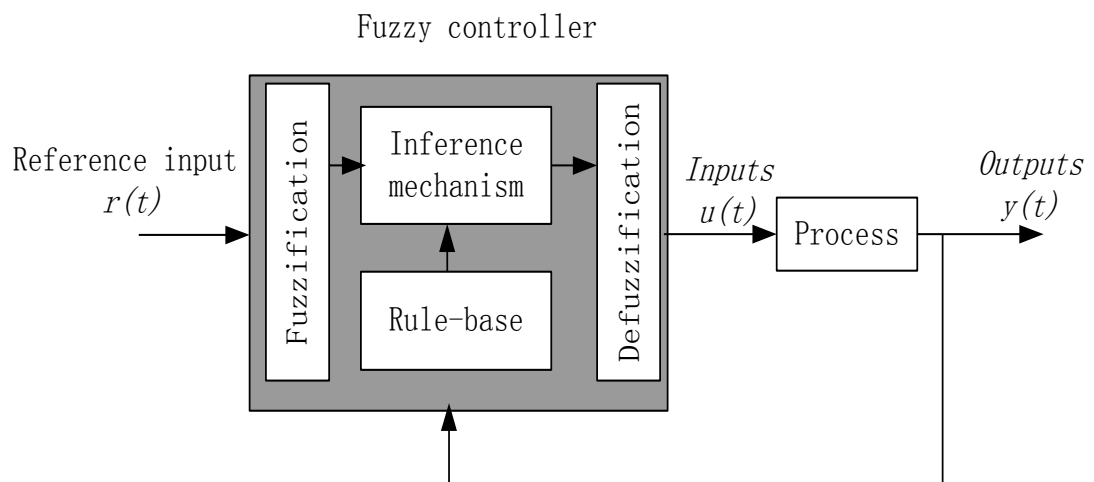 Fuzzy controller
Reference input
r(t)
Fuzzification
Inference
mechanism
Rule-base
Defuzzification
Inputs
u(t)
Process
Outputs
y(t)